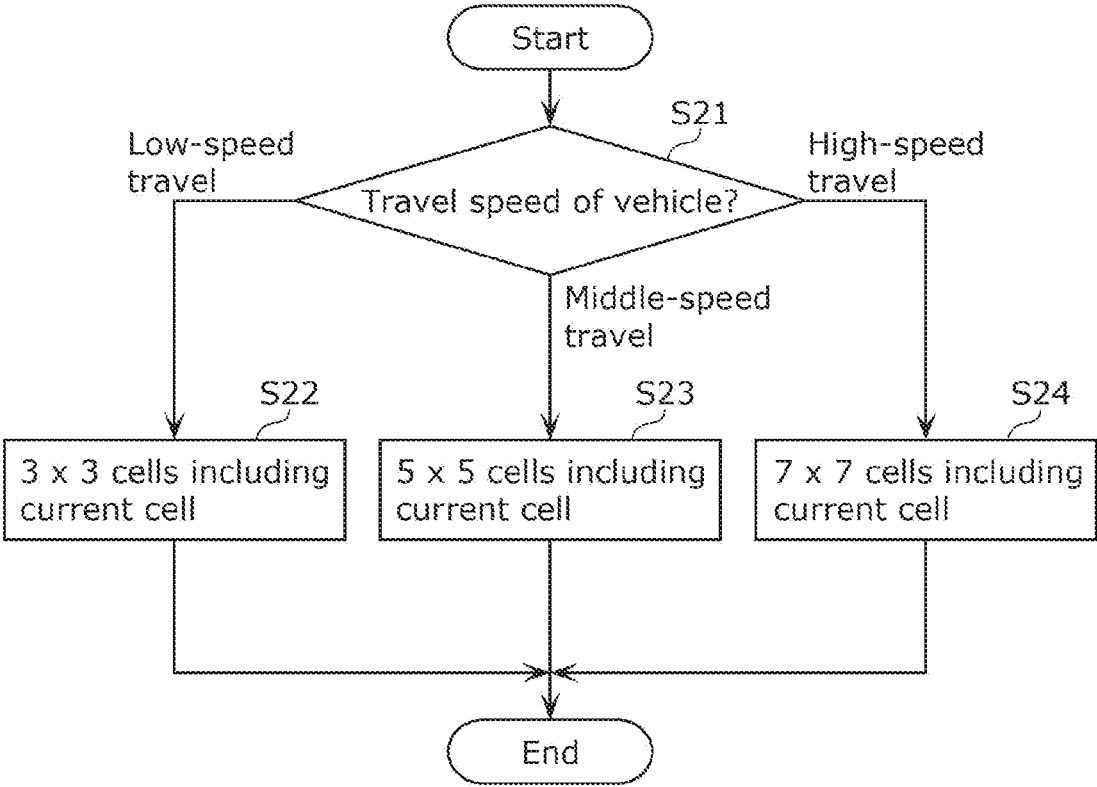 Start
S21
Low-speed
travel
High-speed
travel
Travel speed of vehicle?
Middle-speed
travel
S22
S23
S24
3 x 3 cells including
current cell
5 x 5 cells including
current cell
7 x 7 cells including
current cell
End